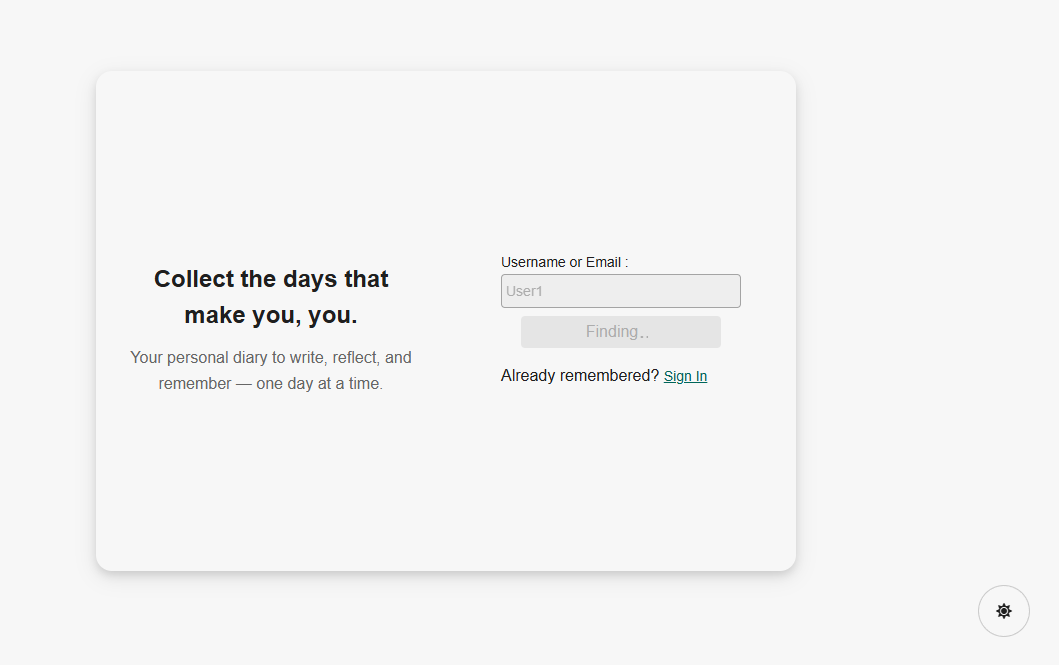 Collect the days that
make you, you.
Your personal diary to write, reflect, and
remember — one day at a time.
Username or Email :
User1
Finding..
Already remembered? Sign In